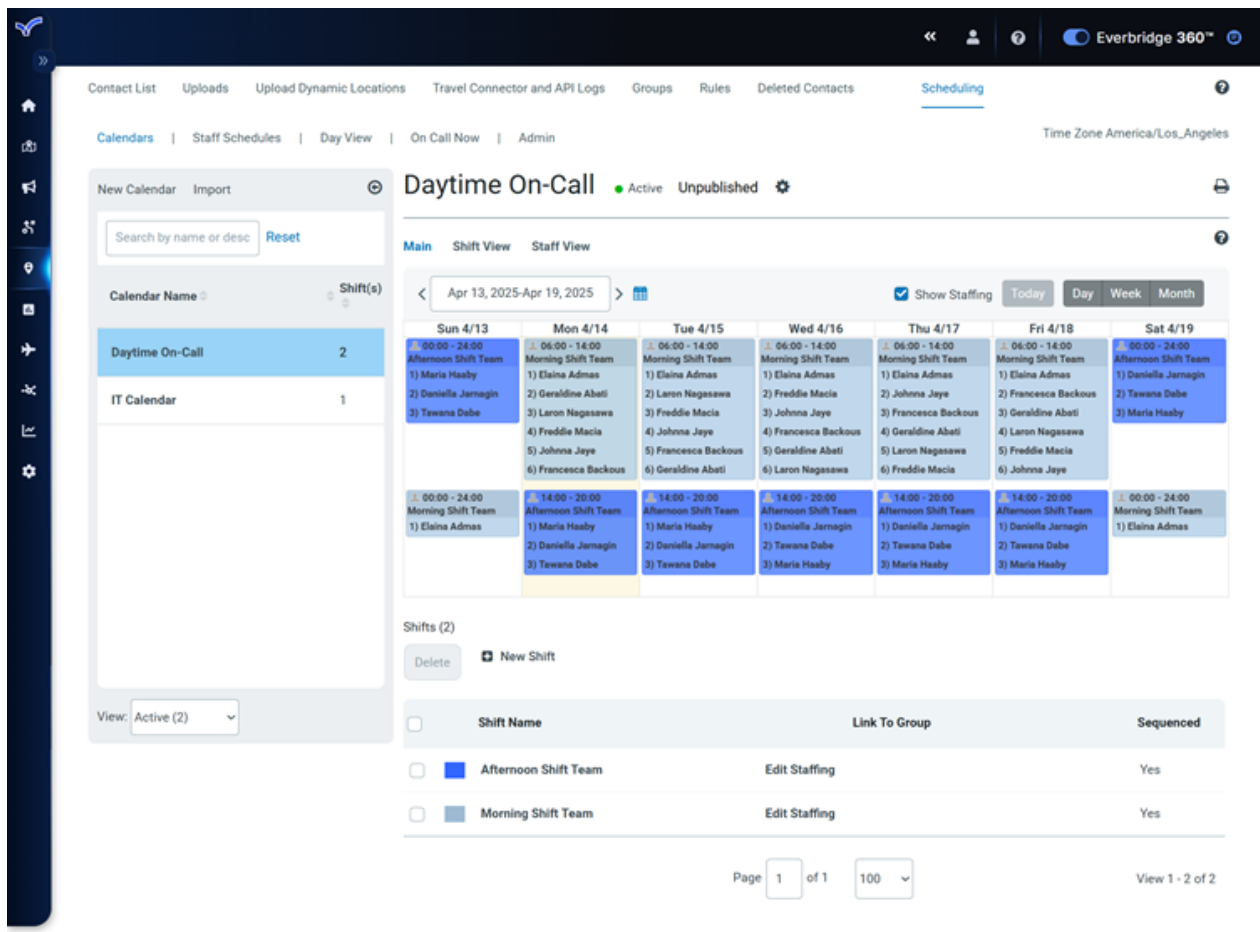 Everbridge 360™
Contact List Uploads Upload Dynamic Locations Travel Connector and API Logs Groups Rules Deleted Contacts Scheduling
Calendars | Staff Schedules | Day View | On Call Now | Admin
Time Zone America/Los_Angeles
New Calendar Import
Search by name or desc Reset
Calendar Name Shift(s)
Daytime On-Call 2
IT Calendar 1
View: Active (2)
Daytime On-Call Active Unpublished
Main Shift View Staff View
Apr 13, 2025-Apr 19, 2025 Show Staffing Today Day Week Month
Sun 4/13 Mon 4/14 Tue 4/15 Wed 4/16 Thu 4/17 Fri 4/18 Sat 4/19
00:00 - 24:00 06:00 - 14:00 06:00 - 14:00 06:00 - 14:00 06:00 - 14:00 06:00 - 14:00 00:00 - 24:00
Afternoon Shift Team Morning Shift Team Morning Shift Team Morning Shift Team Morning Shift Team Morning Shift Team Afternoon Shift Team
1) Maria Haaby 1) Elaina Admas 1) Elaina Admas 1) Elaina Admas 1) Elaina Admas 1) Elaina Admas 1) Daniella Jarnagin
2) Daniella Jarnagin 2) Geraldine Abati 2) Laron Nagasawa 2) Freddie Macia 2) Johnna Jaye 2) Francesca Backous 2) Tawana Dabe
3) Tawana Dabe 3) Laron Nagasawa 3) Freddie Macia 3) Johnna Jaye 3) Francesca Backous 3) Geraldine Abati 3) Maria Haaby
4) Freddie Macia 4) Johnna Jaye 4) Francesca Backous 4) Geraldine Abati 4) Laron Nagasawa
5) Johnna Jaye 5) Francesca Backous 5) Geraldine Abati 5) Laron Nagasawa 5) Freddie Macia
6) Francesca Backous 6) Geraldine Abati 6) Laron Nagasawa 6) Freddie Macia 6) Johnna Jaye
00:00 - 24:00 14:00 - 20:00 14:00 - 20:00 14:00 - 20:00 14:00 - 20:00 14:00 - 20:00 00:00 - 24:00
Morning Shift Team Afternoon Shift Team Afternoon Shift Team Afternoon Shift Team Afternoon Shift Team Afternoon Shift Team Morning Shift Team
1) Elaina Admas 1) Maria Haaby 1) Maria Haaby 1) Daniella Jarnagin 1) Daniella Jarnagin 1) Daniella Jarnagin 1) Elaina Admas
2) Daniella Jarnagin 2) Daniella Jarnagin 2) Tawana Dabe 2) Tawana Dabe 2) Tawana Dabe
3) Tawana Dabe 3) Tawana Dabe 3) Maria Haaby 3) Maria Haaby 3) Maria Haaby
Shifts (2)
Delete New Shift
Shift Name Link To Group Sequenced
Afternoon Shift Team Edit Staffing Yes
Morning Shift Team Edit Staffing Yes
Page 1 of 1 100 View 1 - 2 of 2